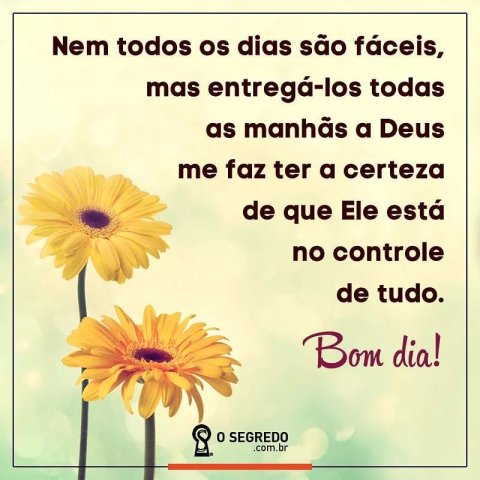 Nem todos os dias são fáceis,
mas entregá-los todas
as manhãs a Deus
me faz ter a certeza
de que Ele está
no controle
de tudo.
Bom dia!
O SEGREDO
.com.br